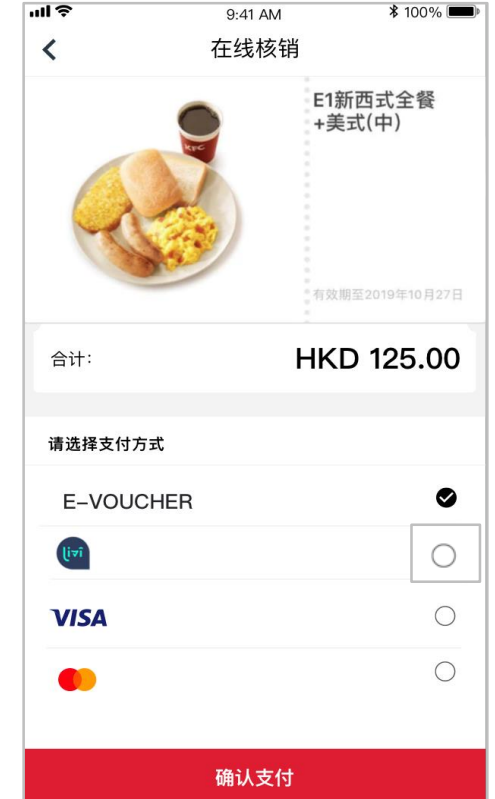 9:41 AM
100%
在线核销
E1新西式全餐
+美式(中)
KFC
有效期至2019年10月27日
合计:
HKD 125.00
请选择支付方式
E-VOUCHER
livi
VISA
确认支付